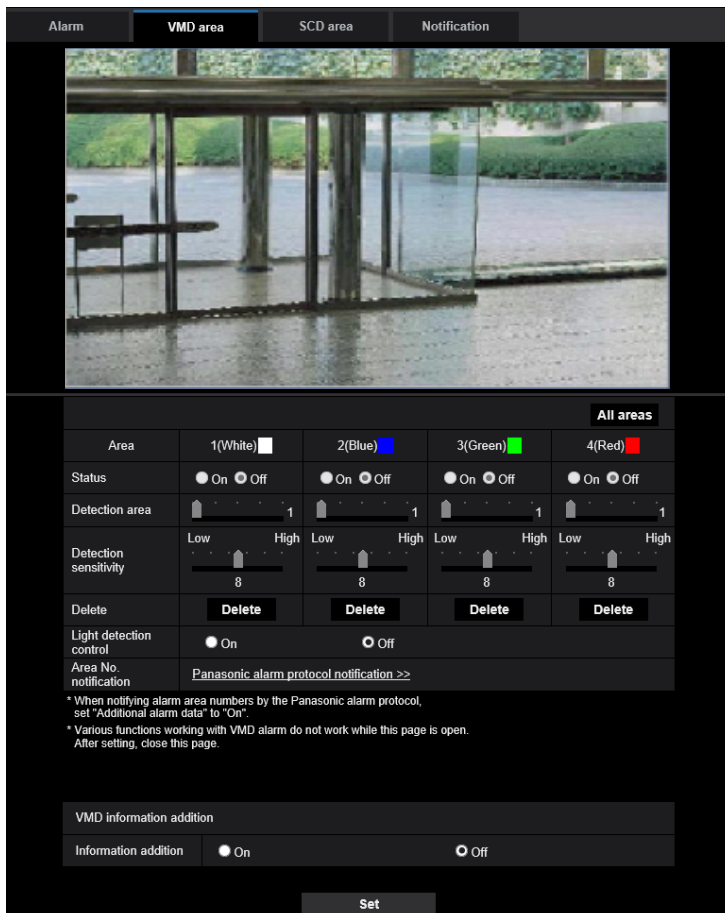 Alarm VMD area SCD area Notification
All areas
Area 1(White) 2(Blue) 3(Green) 4(Red)
Status On Off On Off On Off On Off
Detection area 1 1 1 1
Low High Low High Low High Low High
Detection
sensitivity
8 8 8 8
Delete Delete Delete Delete Delete
Light detection
control
On Off
Area No.
notification
Panasonic alarm protocol notification >>
* When notifying alarm area numbers by the Panasonic alarm protocol,
set "Additional alarm data" to "On".
* Various functions working with VMD alarm do not work while this page is open.
After setting, close this page.
VMD information addition
Information addition On Off
Set